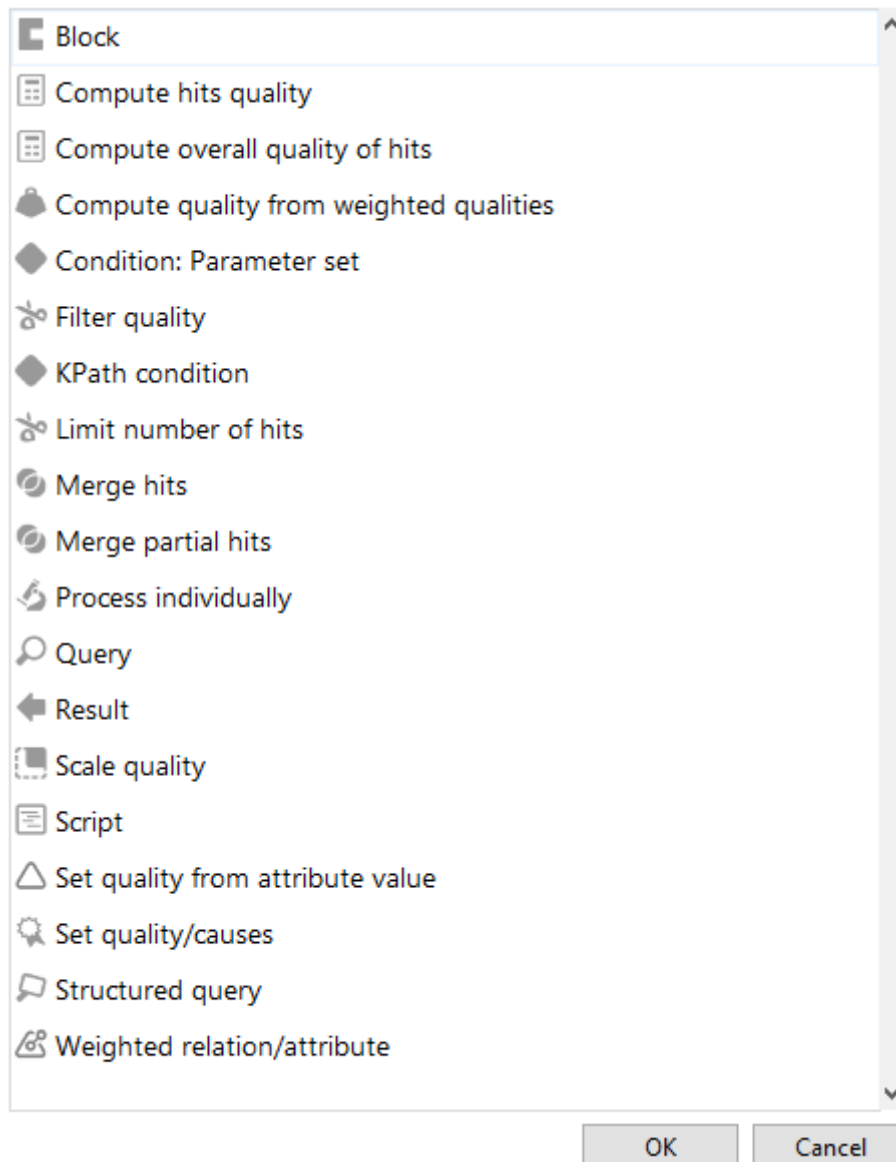 Block
Compute hits quality
Compute overall quality of hits
Compute quality from weighted qualities
Condition: Parameter set
Filter quality
KPath condition
Limit number of hits
Merge hits
Merge partial hits
Process individually
Query
Result
Scale quality
Script
Set quality from attribute value
Set quality/causes
Structured query
Weighted relation/attribute
OK Cancel